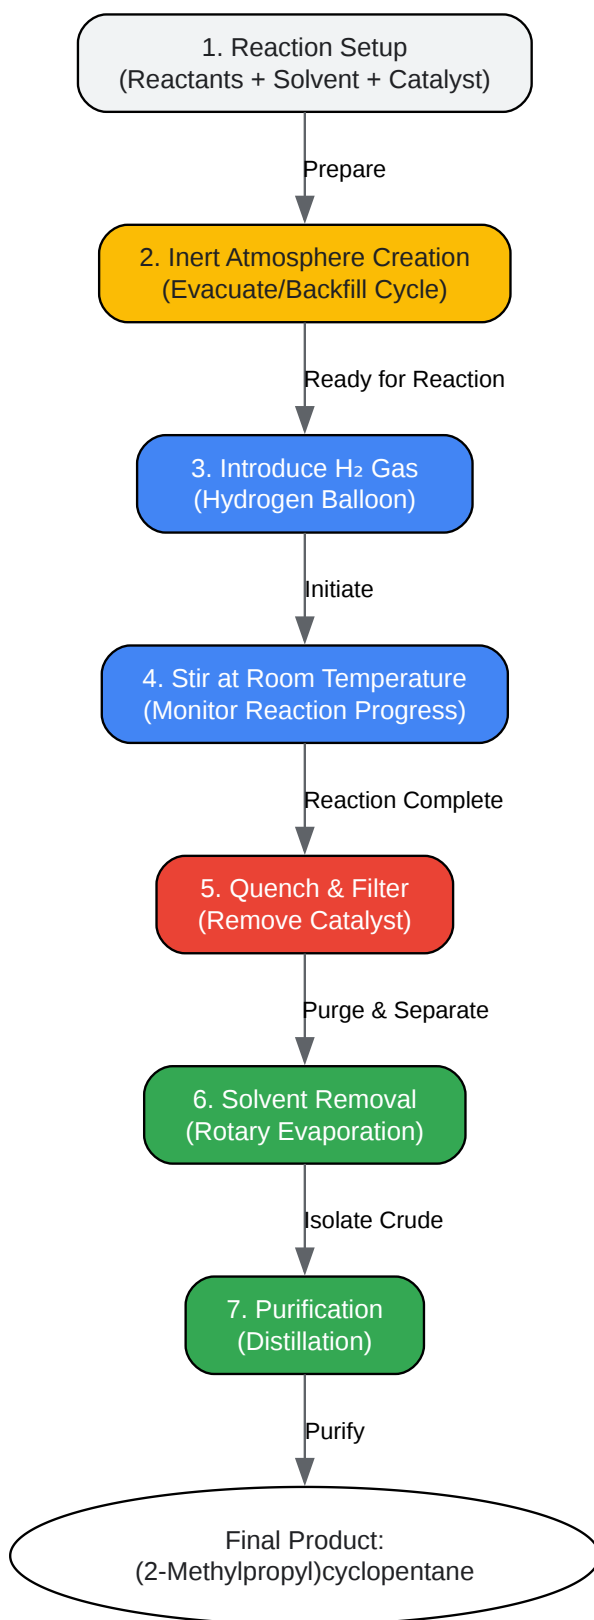 1. Reaction Setup
(Reactants + Solvent + Catalyst)
Prepare
2. Inert Atmosphere Creation
(Evacuate/Backfill Cycle)
Ready for Reaction
3. Introduce H₂ Gas
(Hydrogen Balloon)
Initiate
4. Stir at Room Temperature
(Monitor Reaction Progress)
Reaction Complete
5. Quench & Filter
(Remove Catalyst)
Purge & Separate
6. Solvent Removal
(Rotary Evaporation)
Isolate Crude
7. Purification
(Distillation)
Purify
Final Product:
(2-Methylpropyl)cyclopentane